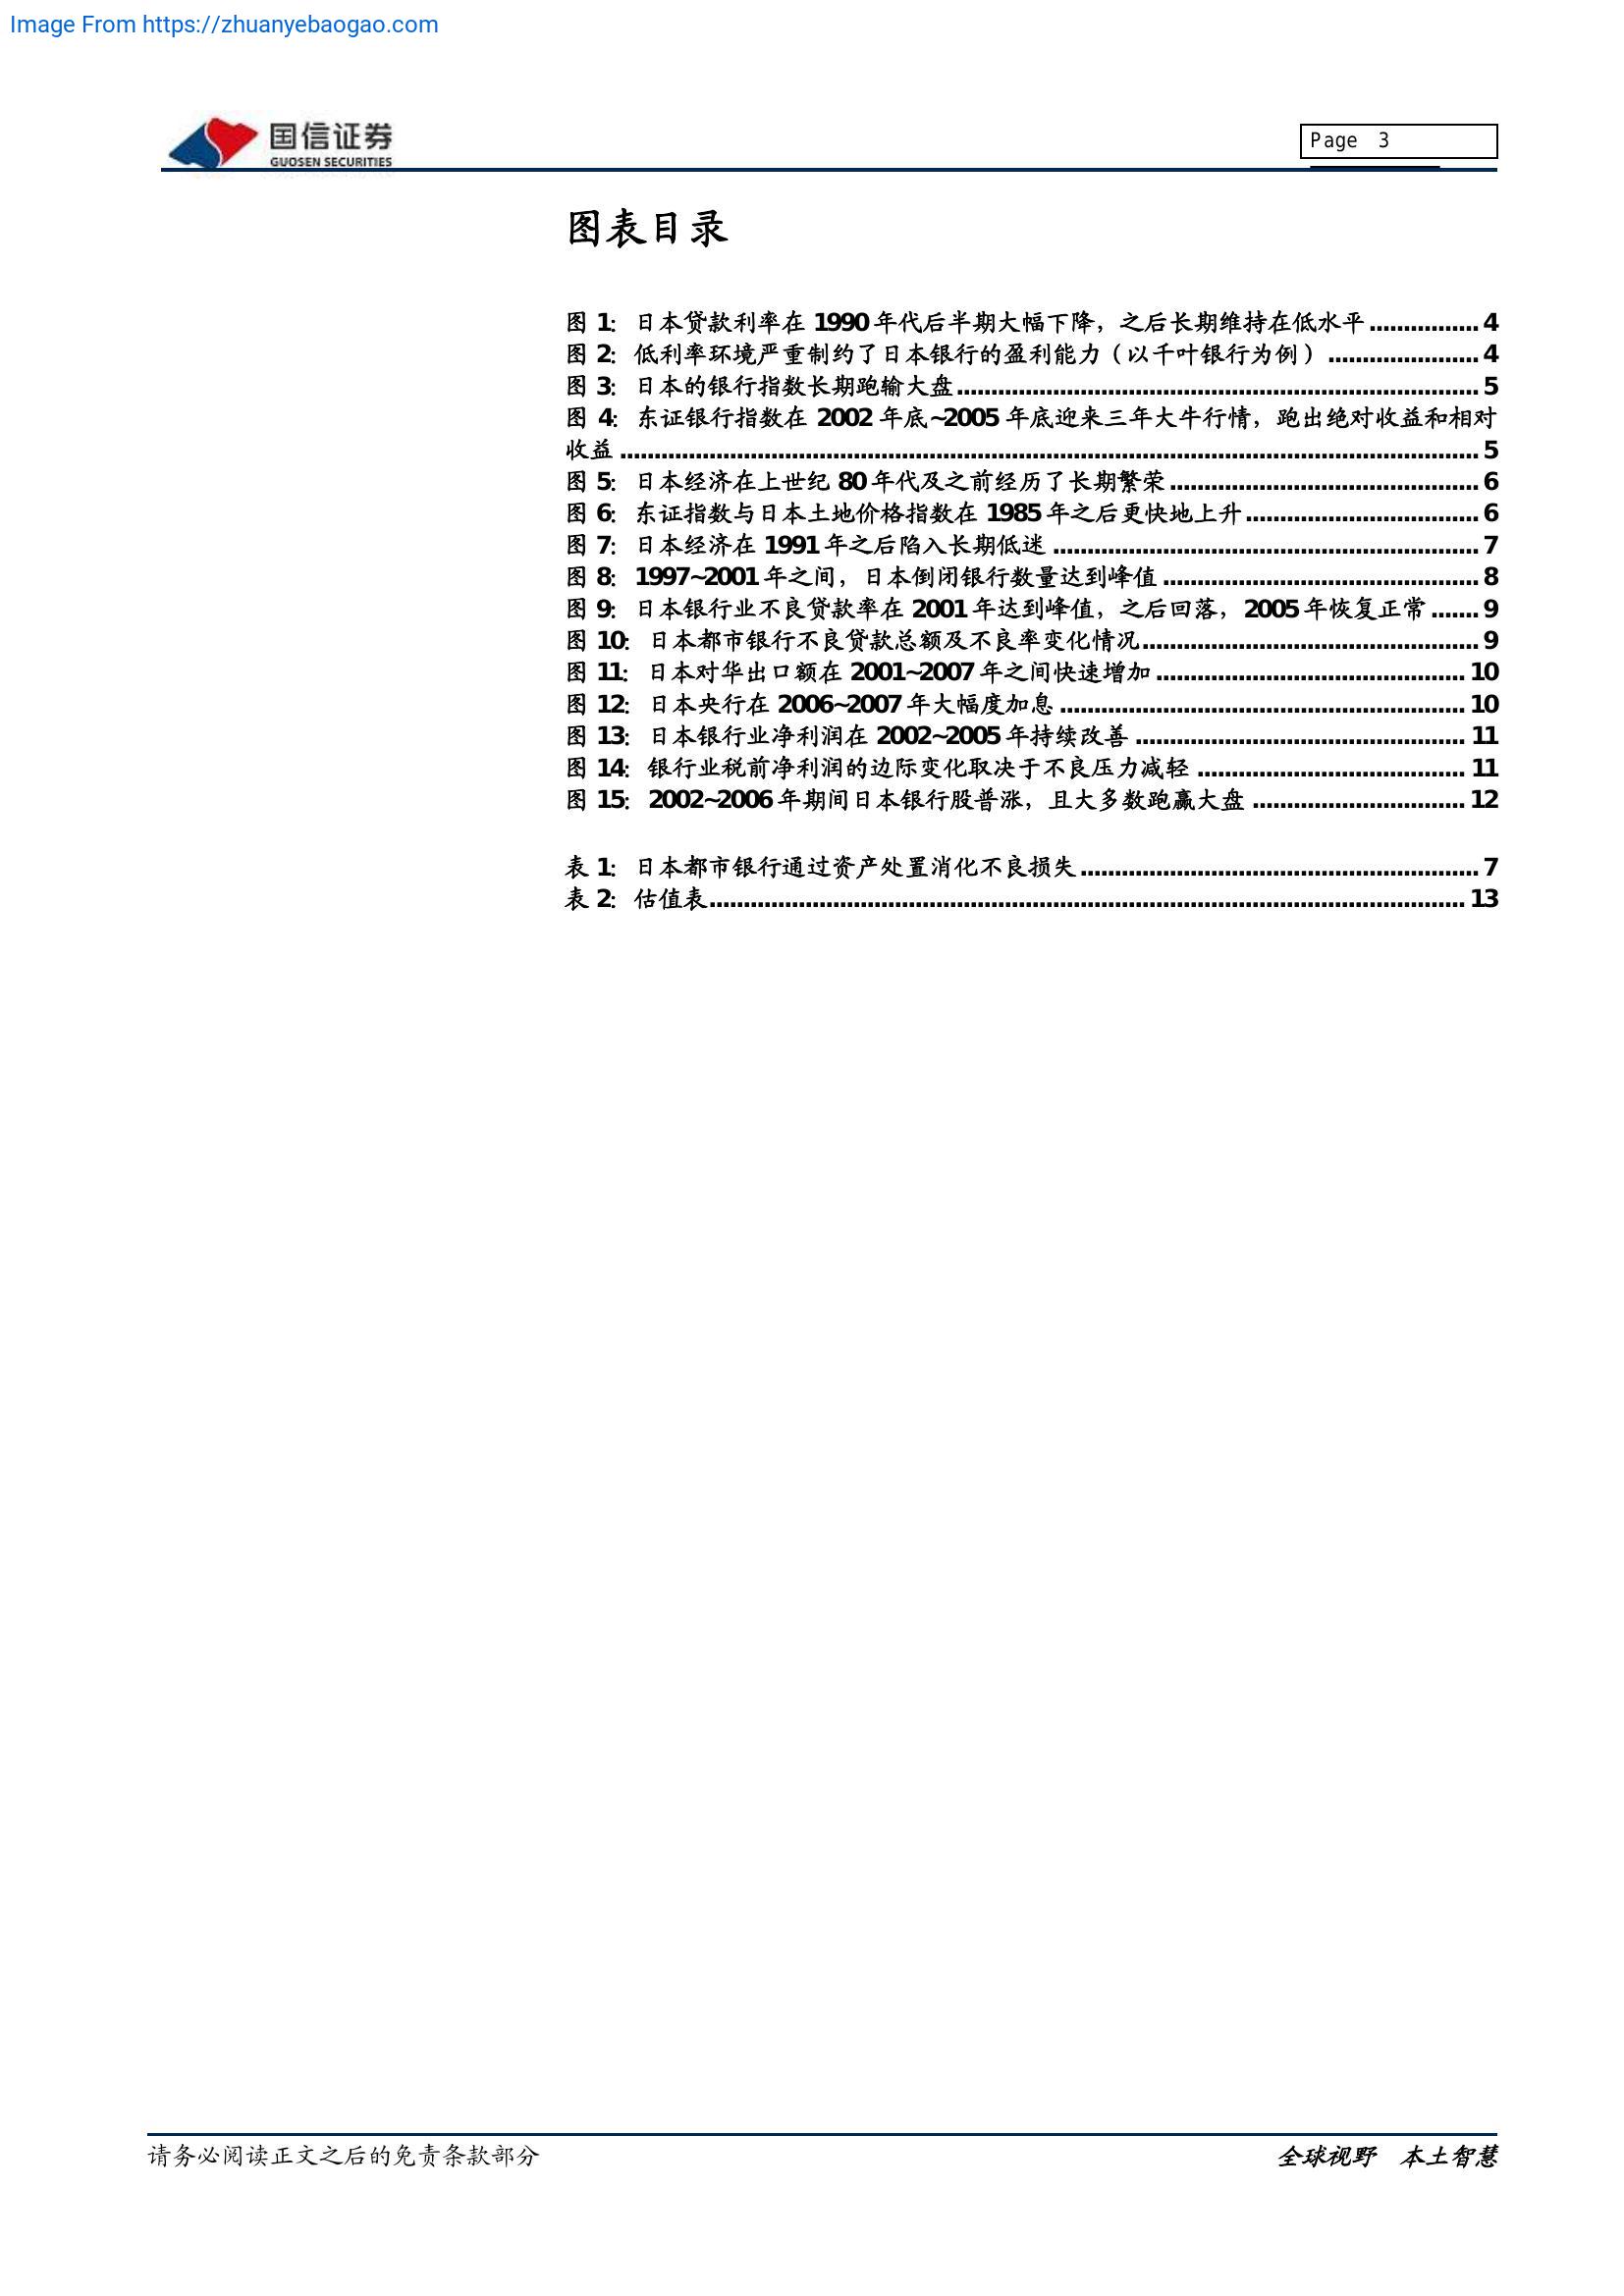 Image From https://zhuanyebaogao.com
国信证券
GUOSEN SECURITIES
Page 3
图表目录
图 1: 日本贷款利率在 1990 年代后半期大幅下降，之后长期维持在低水平 ................ 4
图 2: 低利率环境严重制约了日本银行的盈利能力（以千叶银行为例） ...................... 4
图 3: 日本的银行指数长期跑输大盘............................................................................ 5
图 4: 东证银行指数在 2002 年底~2005 年底迎来三年大牛行情，跑出绝对收益和相对
收益 ............................................................................................................................. 5
图 5: 日本经济在上世纪 80 年代及之前经历了长期繁荣 ............................................. 6
图 6: 东证指数与日本土地价格指数在 1985 年之后更快地上升.................................. 6
图 7: 日本经济在 1991 年之后陷入长期低迷 .............................................................. 7
图 8: 1997~2001 年之间，日本倒闭银行数量达到峰值 .............................................. 8
图 9: 日本银行业不良贷款率在 2001 年达到峰值，之后回落，2005 年恢复正常 ....... 9
图 10: 日本都市银行不良贷款总额及不良率变化情况................................................. 9
图 11: 日本对华出口额在 2001~2007 年之间快速增加 ............................................. 10
图 12: 日本央行在 2006~2007 年大幅度加息 ........................................................... 10
图 13: 日本银行业净利润在 2002~2005 年持续改善 ................................................ 11
图 14: 银行业税前净利润的边际变化取决于不良压力减轻 ....................................... 11
图 15: 2002~2006 年期间日本银行股普涨，且大多数跑赢大盘 ............................... 12
表 1: 日本都市银行通过资产处置消化不良损失.......................................................... 7
表 2: 估值表.............................................................................................................. 13
请务必阅读正文之后的免责条款部分
全球视野 本土智慧